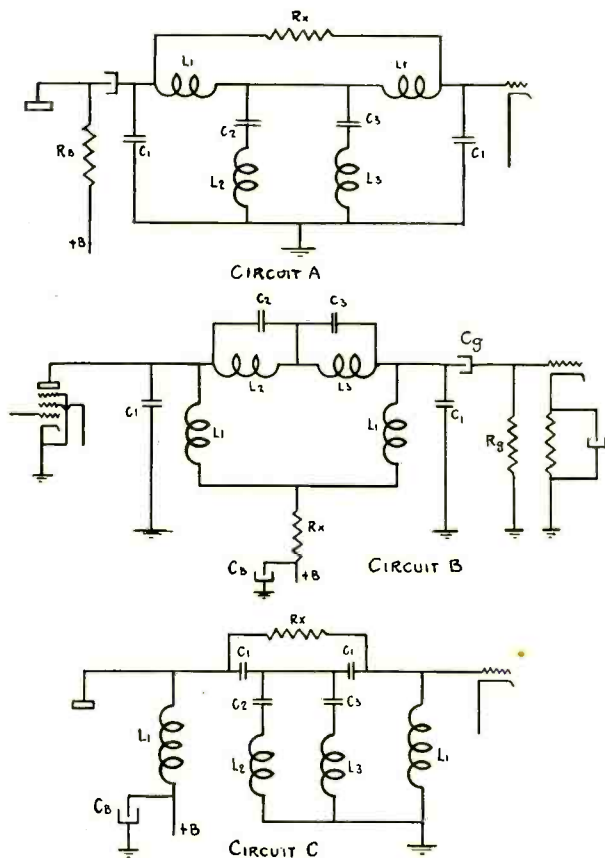 Rx
L1 L1
C2 C3
RB C1 C1
L2 L3
+B
CIRCUIT A
C2 C3
Cg
L2 L3
C1 L1 L1 C1 Rg
Rx
CB +B
CIRCUIT B
Rx
C1 C1
C2 C3
L1 L2 L3 L1
CB
+B
CIRCUIT C